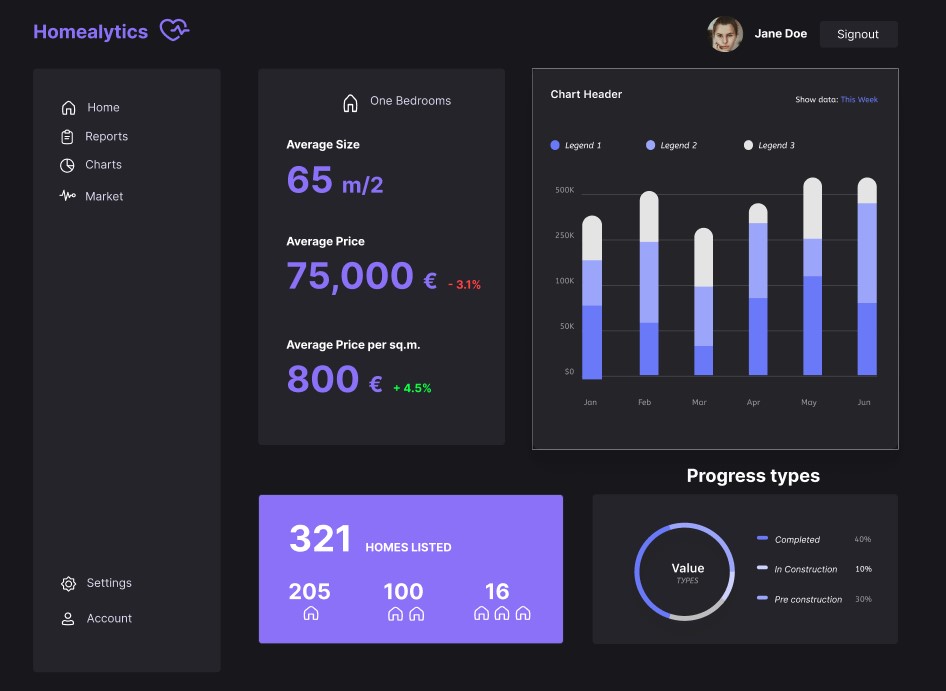 Homealytics
Jane Doe
Signout
Home
Reports
Charts
Market
Settings
Account
One Bedrooms
Average Size
65 m/2
Average Price
75,000 € - 3.1%
Average Price per sq.m.
800 € + 4.5%
Chart Header
Show data: This Week
Legend 1 Legend 2 Legend 3
500K
250K
100K
50K
$0
Jan Feb Mar Apr May Jun
321 HOMES LISTED
205 100 16
Progress types
Value
TYPES
Completed 40%
In Construction 10%
Pre construction 30%